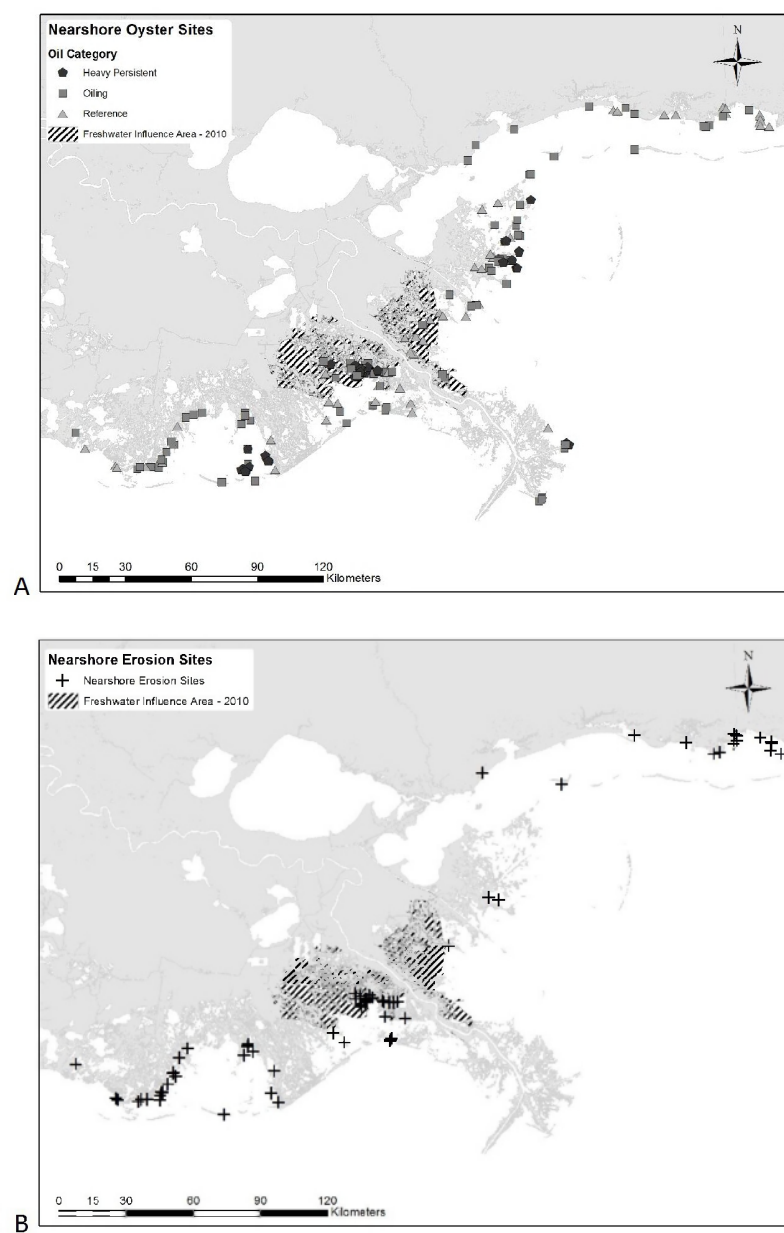 Nearshore Oyster Sites
Oil Category
Heavy Persistent
Oiling
Reference
Freshwater Influence Area - 2010
N
0 15 30 60 90 120
Kilometers
A
Nearshore Erosion Sites
Nearshore Erosion Sites
Freshwater Influence Area - 2010
N
0 15 30 60 90 120
Kilometers
B